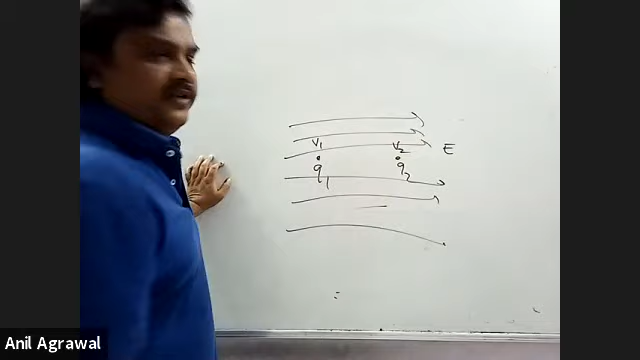 V₁ V₂ E
q₁ q₂
Anil Agrawal